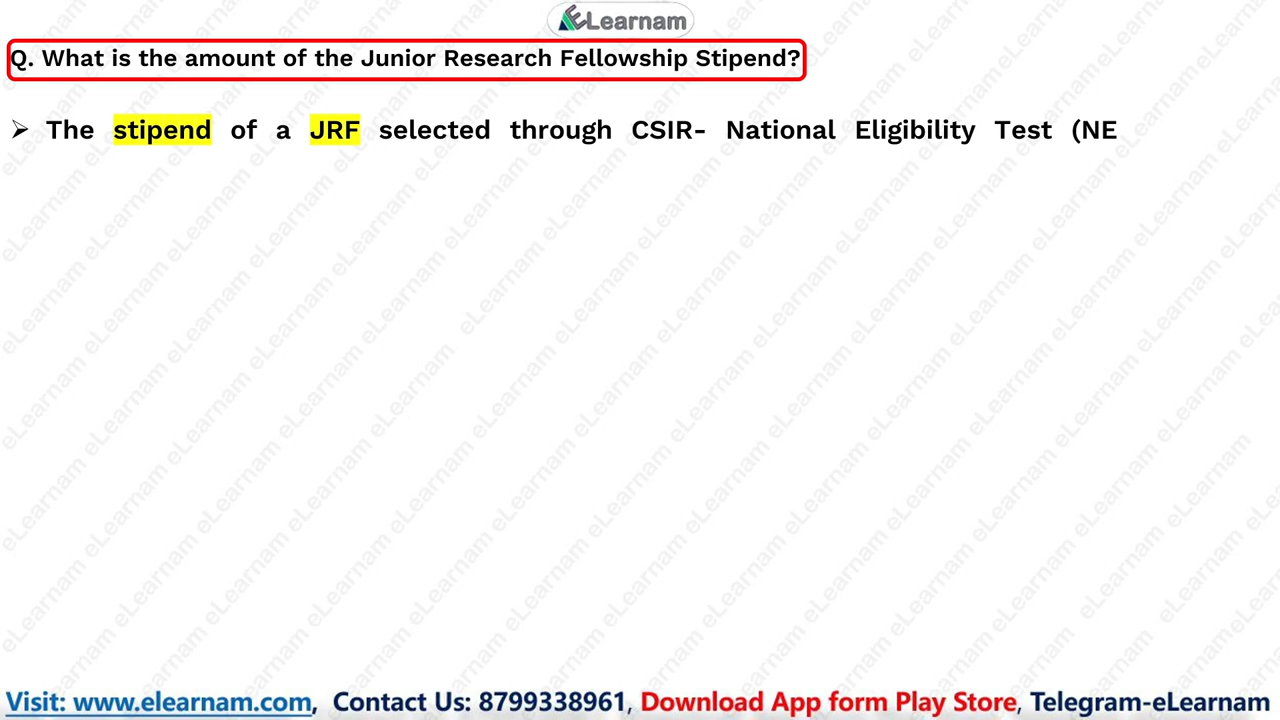 ELearnam
Q. What is the amount of the Junior Research Fellowship Stipend?
➢ The stipend of a JRF selected through CSIR- National Eligibility Test (NE
Visit: www.elearnam.com, Contact Us: 8799338961, Download App form Play Store, Telegram-eLearnam